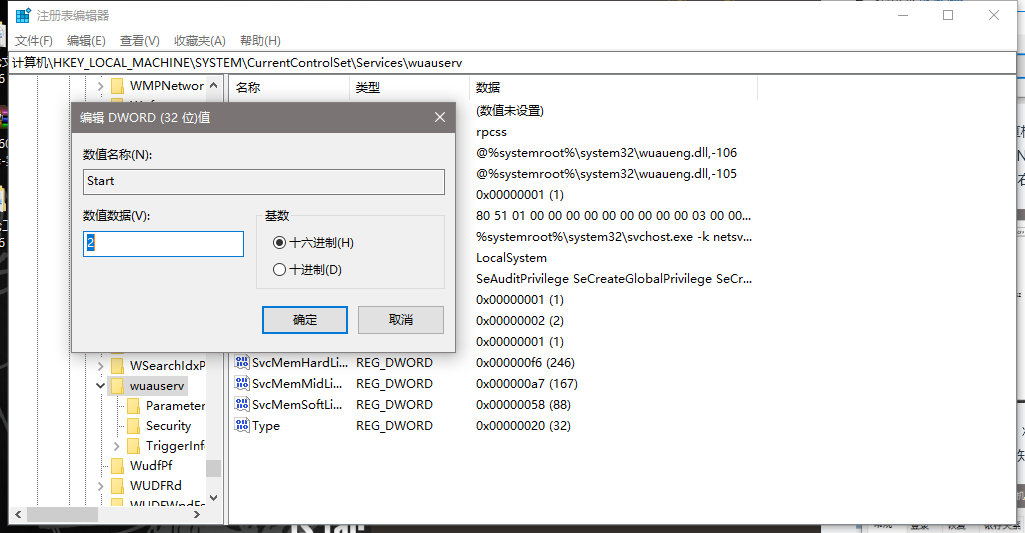 注册表编辑器
文件(F) 编辑(E) 查看(V) 收藏夹(A) 帮助(H)
计算机\HKEY_LOCAL_MACHINE\SYSTEM\CurrentControlSet\Services\wuauserv
WMPNetwor
名称 类型 数据
(数值未设置)
编辑 DWORD (32 位)值
rpcss
数值名称(N):
@%systemroot%\system32\wuaueng.dll,-106
Start
@%systemroot%\system32\wuaueng.dll,-105
0x00000001 (1)
数值数据(V): 基数
80 51 01 00 00 00 00 00 00 00 00 00 03 00 00...
2 十六进制(H)
%systemroot%\system32\svchost.exe -k netsv...
LocalSystem
十进制(D)
SeAuditPrivilege SeCreateGlobalPrivilege SeCr...
0x00000001 (1)
确定 取消
0x00000002 (2)
0x00000001 (1)
WSearchIdxP
SvcMemHardLi... REG_DWORD 0x000000f6 (246)
wuauserv
SvcMemMidLi... REG_DWORD 0x000000a7 (167)
Parameter
SvcMemSoftLi... REG_DWORD 0x00000058 (88)
Security
Type REG_DWORD 0x00000020 (32)
TriggerInf
WudfPf
WUDFRd